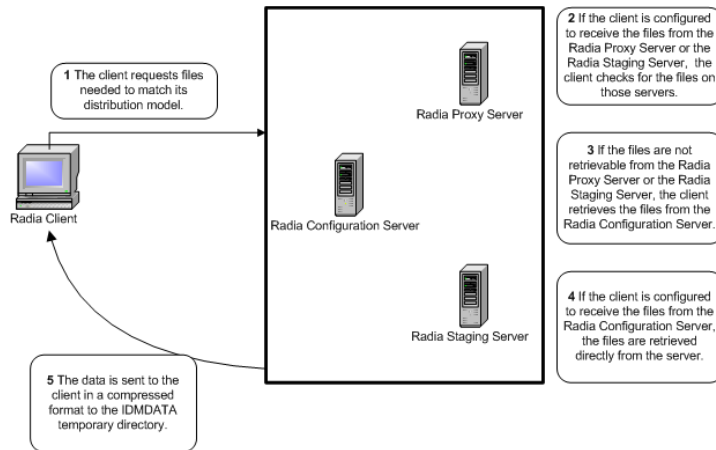 1 The client requests files
needed to match its
distribution model.
Radia Client
Radia Proxy Server
Radia Configuration Server
Radia Staging Server
2 If the client is configured
to receive the files from the
Radia Proxy Server or the
Radia Staging Server, the
client checks for the files on
those servers.
3 If the files are not
retrievable from the Radia
Proxy Server or the Radia
Staging Server, the client
retrieves the files from the
Radia Configuration Server.
4 If the client is configured
to receive the files from the
Radia Configuration Server,
the files are retrieved
directly from the server.
5 The data is sent to the
client in a compressed
format to the IDMDATA
temporary directory.